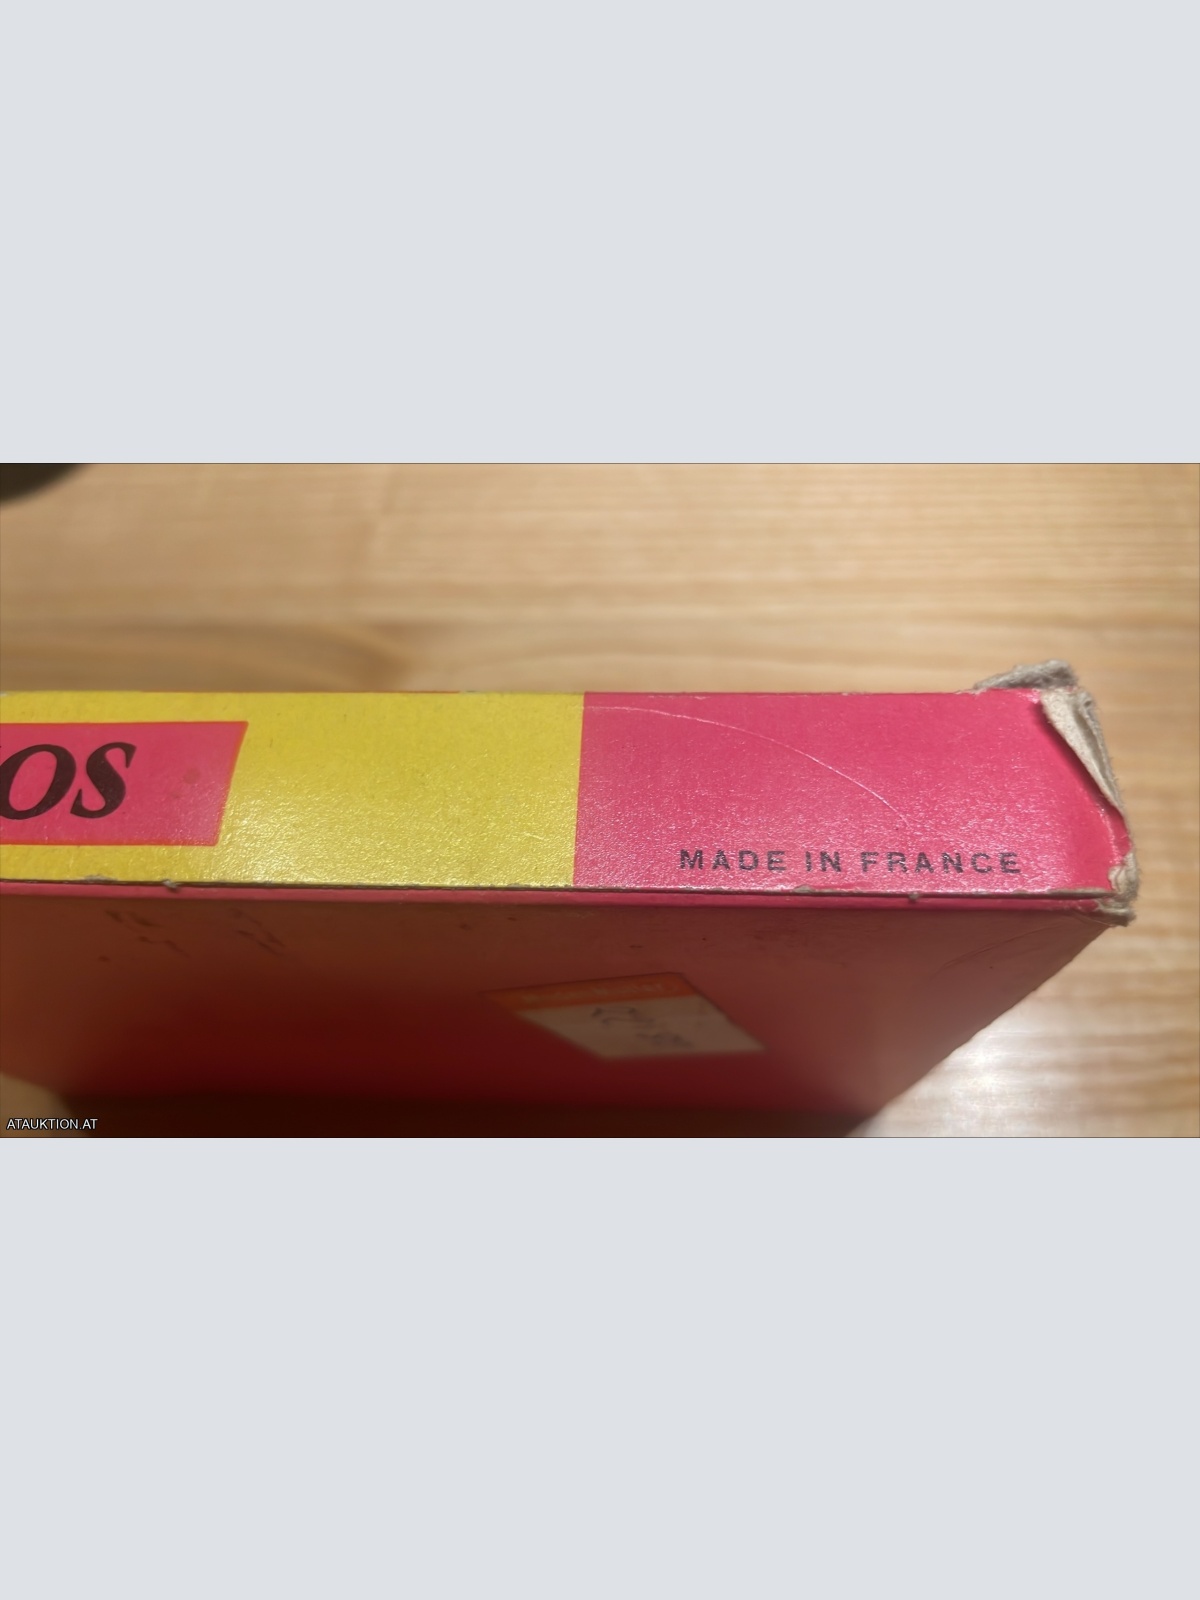 OS
MADE IN FRANCE
ATAUKTION.AT